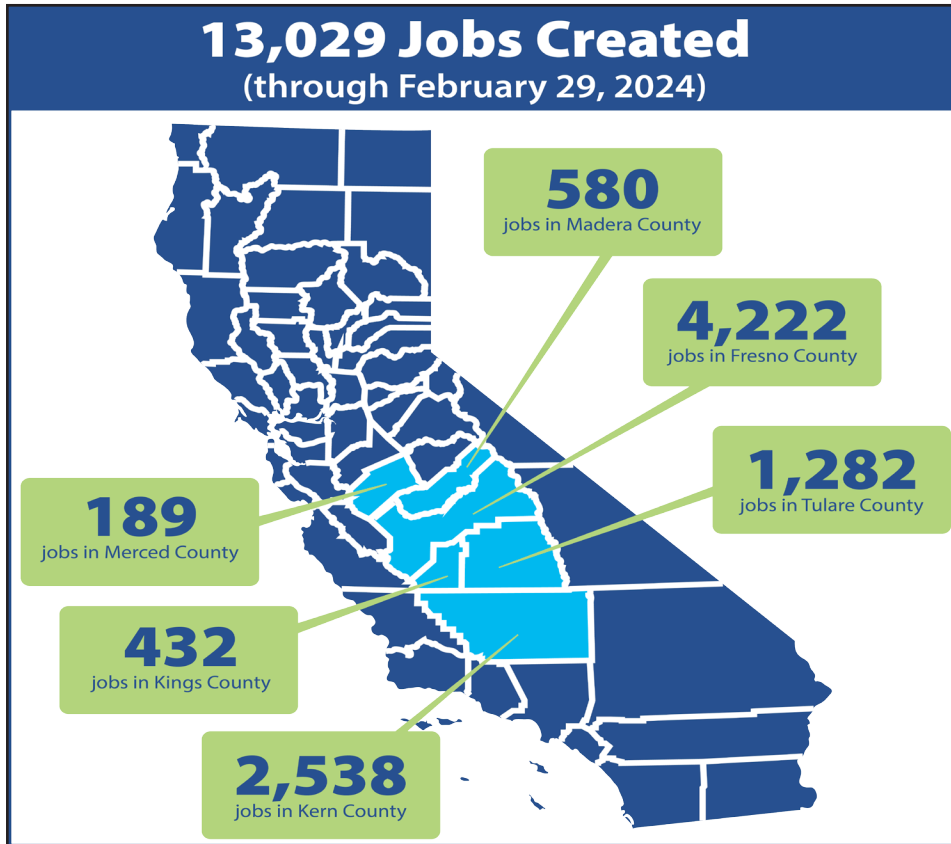 13,029 Jobs Created
(through February 29, 2024)
580
jobs in Madera County
4,222
jobs in Fresno County
1,282
jobs in Tulare County
189
jobs in Merced County
432
jobs in Kings County
2,538
jobs in Kern County